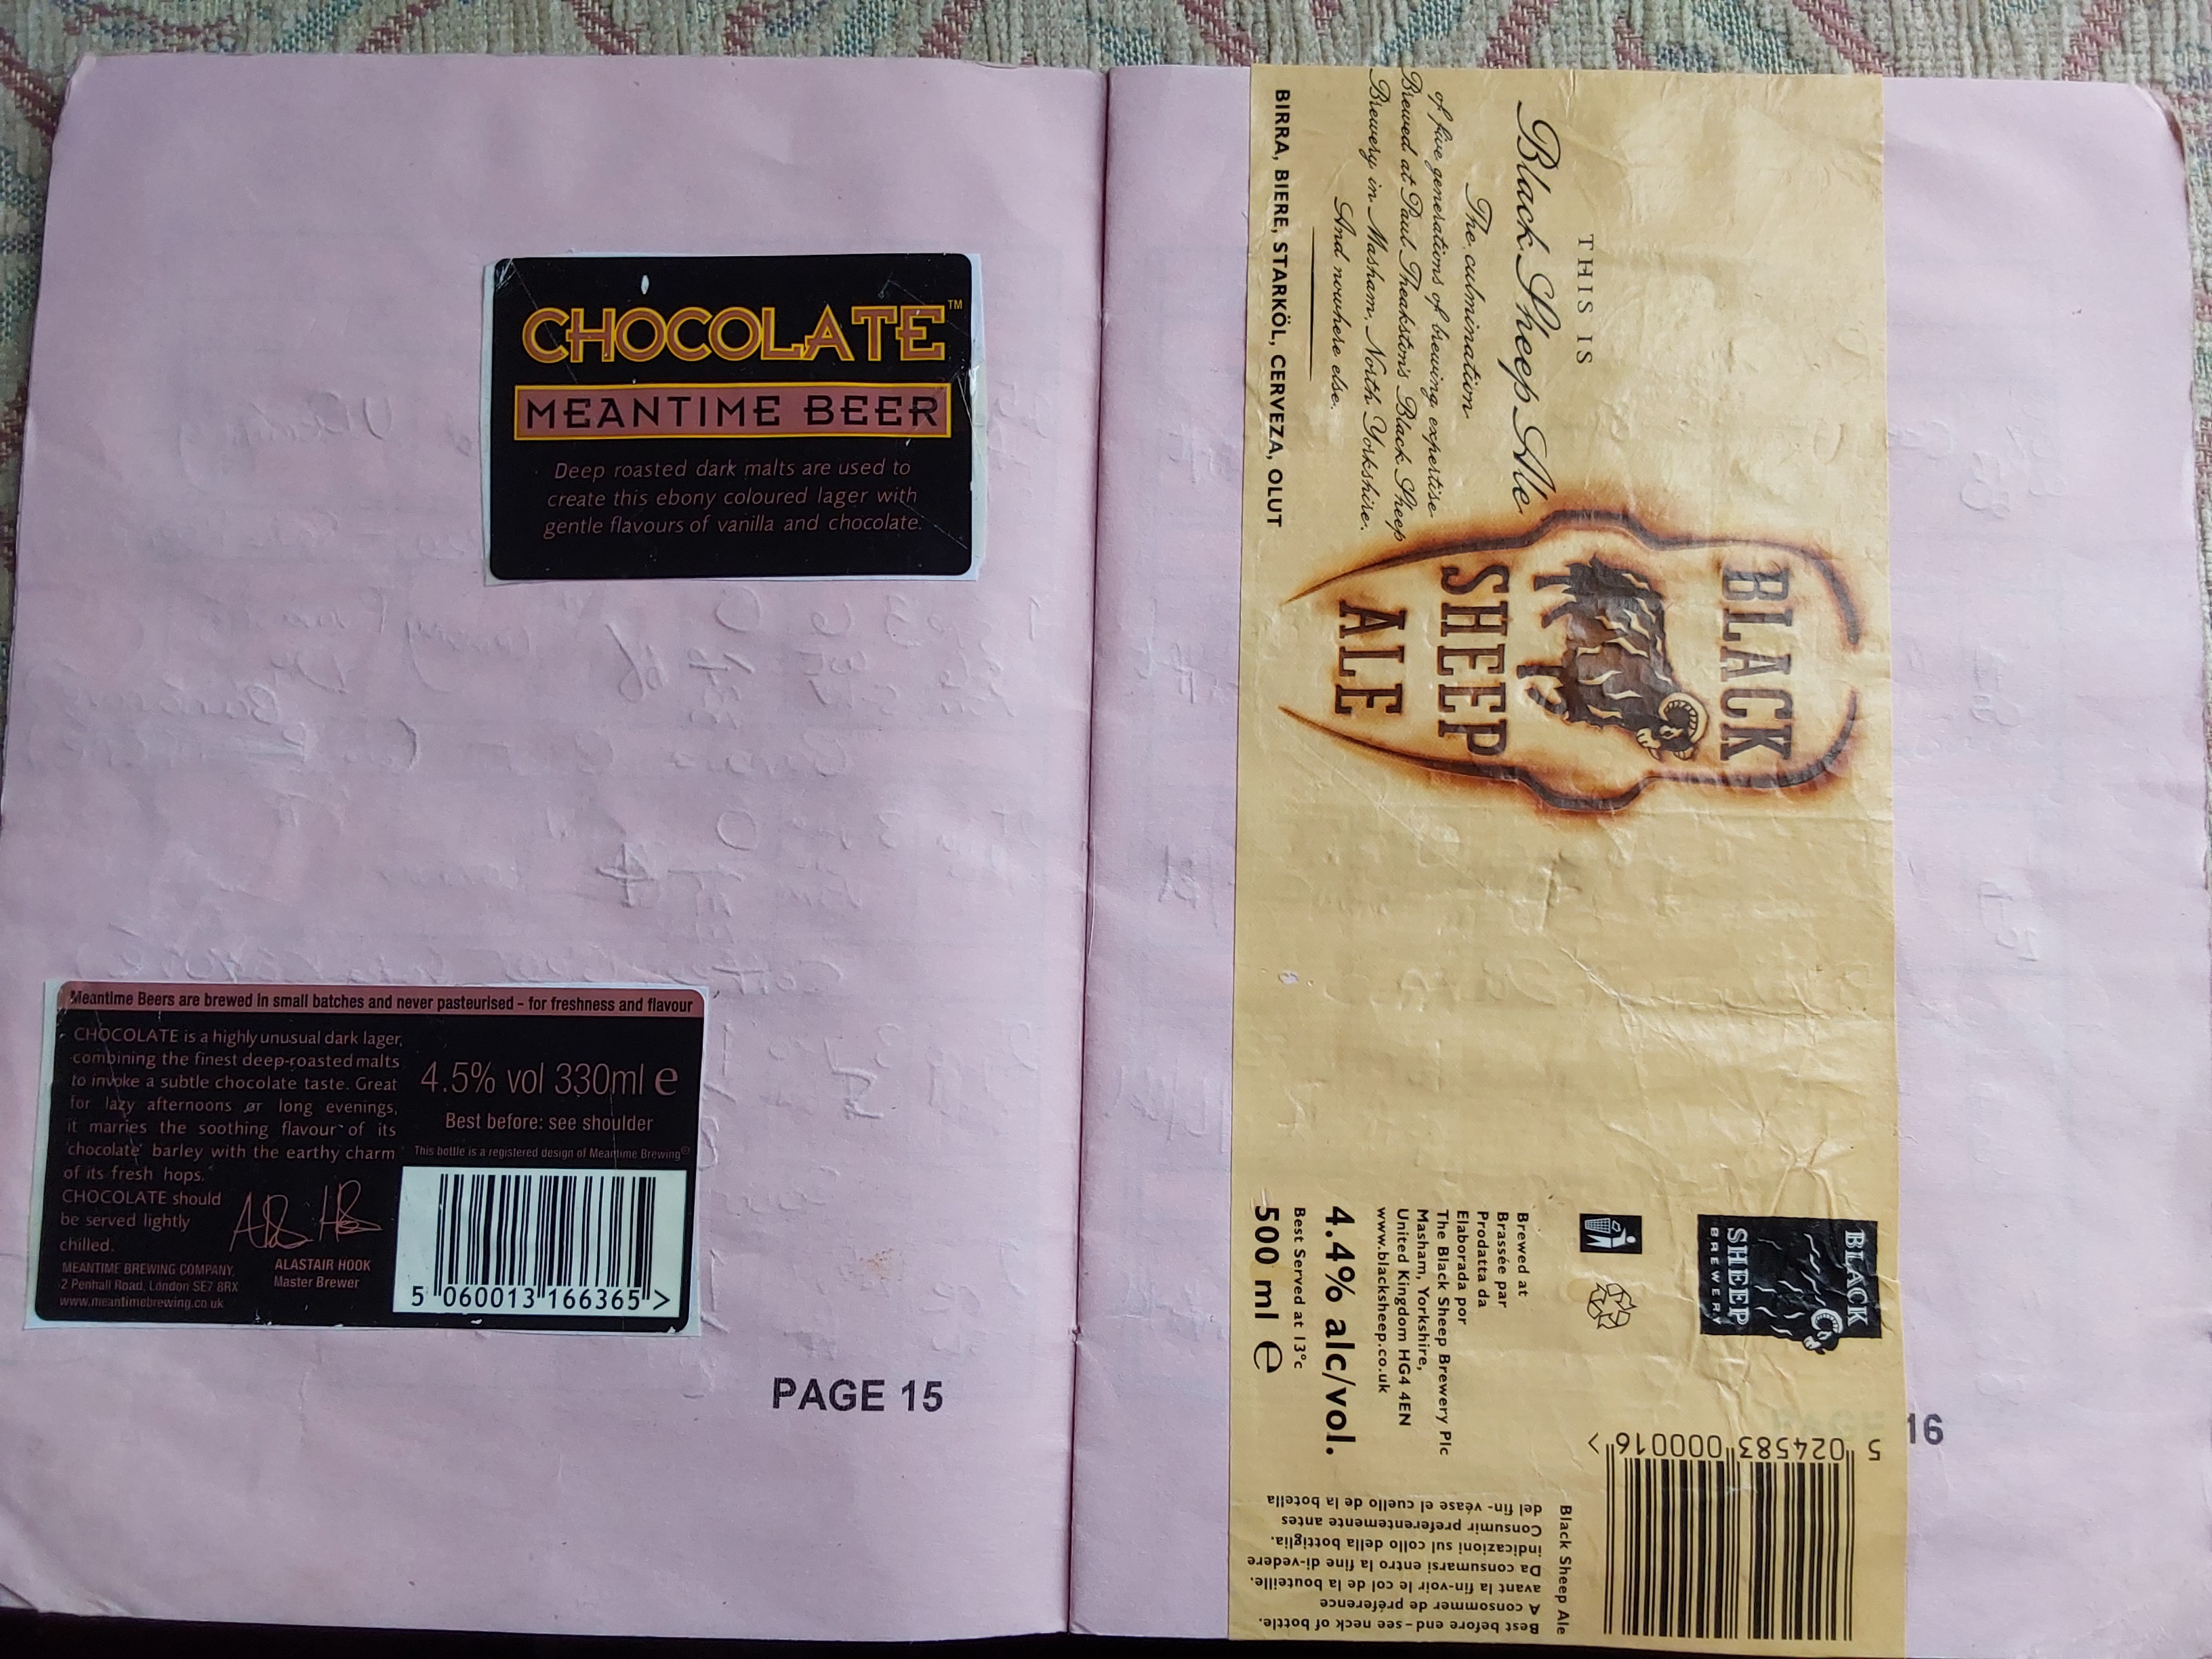 CHOCOLATE™
MEANTIME BEER
Deep roasted dark malts are used to
create this ebony coloured lager with
gentle flavours of vanilla and chocolate.
Meantime Beers are brewed in small batches and never pasteurised - for freshness and flavour
CHOCOLATE is a highly unusual dark lager,
combining the finest deep-roasted malts
to invoke a subtle chocolate taste. Great
for lazy afternoons or long evenings,
it marries the soothing flavour of its
'chocolate' barley with the earthy charm
of its fresh hops.
CHOCOLATE should
be served lightly
chilled.
ALASTAIR HOOK
Master Brewer
MEANTIME BREWING COMPANY,
2 Penhall Road, London SE7 8RX
www.meantimebrewing.co.uk
4.5% vol 330ml e
Best before: see shoulder
This bottle is a registered design of Meantime Brewing©
5 060013 166365 >
PAGE 15
THIS IS
Black Sheep Ale
The culmination
of five generations of brewing expertise.
Brewed at Paul Theakston's Black Sheep
Brewery in Masham, North Yorkshire.
And nowhere else.
BIRRA, BIERE, STARKÖL, CERVEZA, OLUT
BLACK
SHEEP
ALE
BLACK
SHEEP
BREWERY
Brewed at
Brassée par
Prodatta da
Elaborada por
The Black Sheep Brewery Plc
Masham, Yorkshire,
United Kingdom HG4 4EN
www.blacksheep.co.uk
4.4% alc/vol.
Best Served at 13°c
500 ml e
5 024583 000016 >
Black Sheep Ale
Best before end - see neck of bottle.
A consommer de préférence
avant la fin-voir le col de la bouteille.
Da consumarsi entro la fine di-vedere
indicazioni sul collo della bottiglia.
Consumir preferentemente antes
del fin- véase el cuello de la botella
16